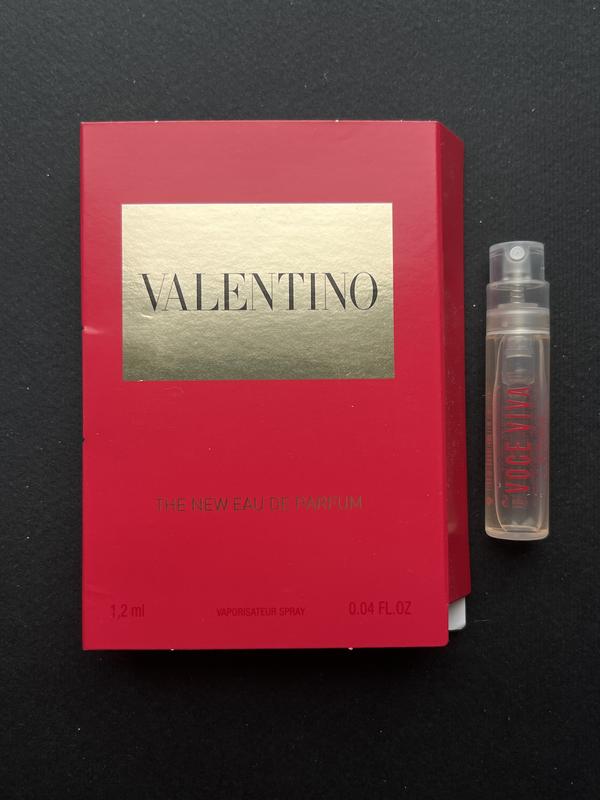 VALENTINO
THE NEW EAU DE PARFUM
1,2 ml
VAPORISATEUR SPRAY
0.04 FL.OZ
VOCE VIVA